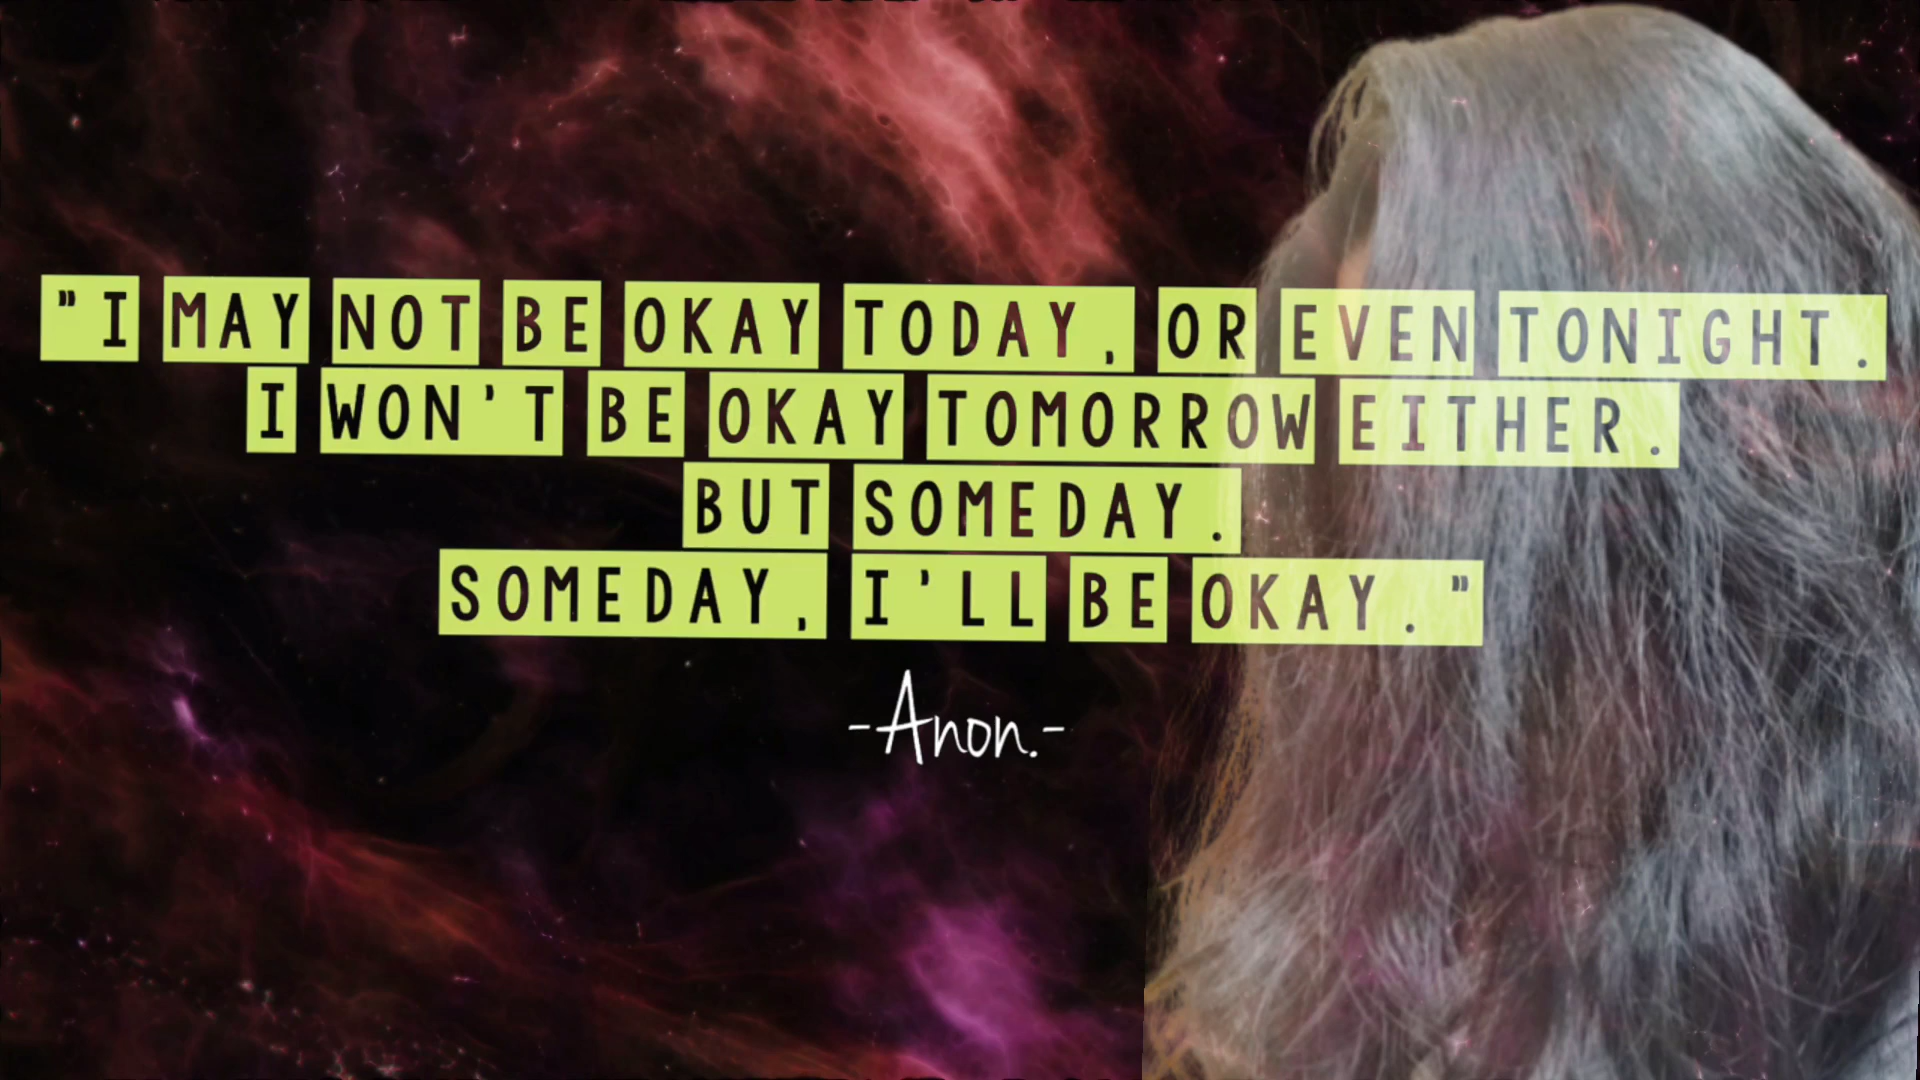 "I MAY NOT BE OKAY TODAY, OR EVEN TONIGHT.
I WON'T BE OKAY TOMORROW EITHER.
BUT SOMEDAY.
SOMEDAY, I'LL BE OKAY."
-Anon.-